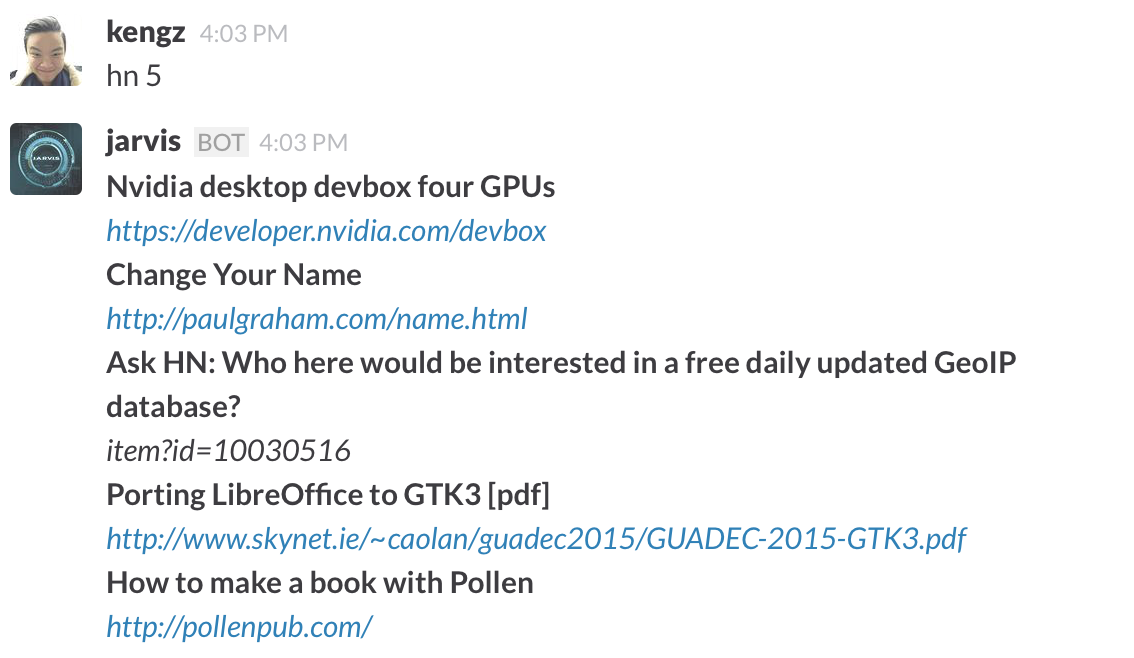 kengz 4:03 PM
hn 5
JARVIS
jarvis BOT 4:03 PM
Nvidia desktop devbox four GPUs
https://developer.nvidia.com/devbox
Change Your Name
http://paulgraham.com/name.html
Ask HN: Who here would be interested in a free daily updated GeoIP
database?
item?id=10030516
Porting LibreOffice to GTK3 [pdf]
http://www.skynet.ie/~caolan/guadec2015/GUADEC-2015-GTK3.pdf
How to make a book with Pollen
http://pollenpub.com/